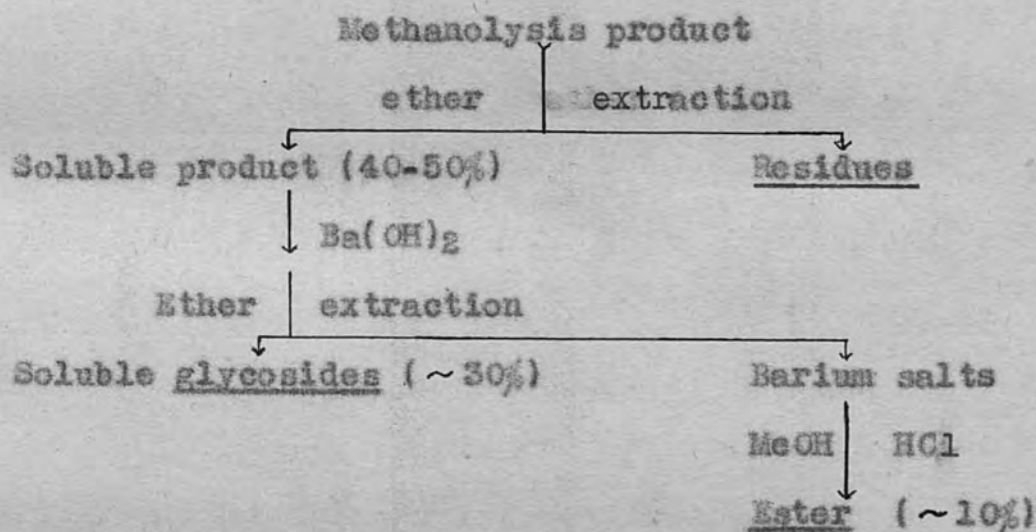 Methanolysis product
ether extraction
Soluble product (40-50%) Residues
Ba(OH)2
Ether extraction
Soluble glycosides (~30%) Barium salts
MeOH HCl
Ester (~10%)